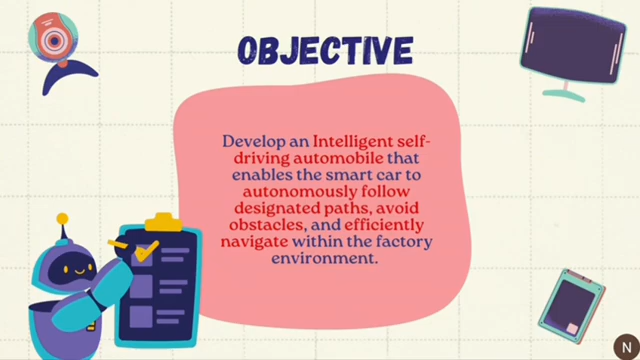 OBJECTIVE
Develop an Intelligent self-
driving automobile that
enables the smart car to
autonomously follow
designated paths, avoid
obstacles, and efficiently
navigate within the factory
environment.
N